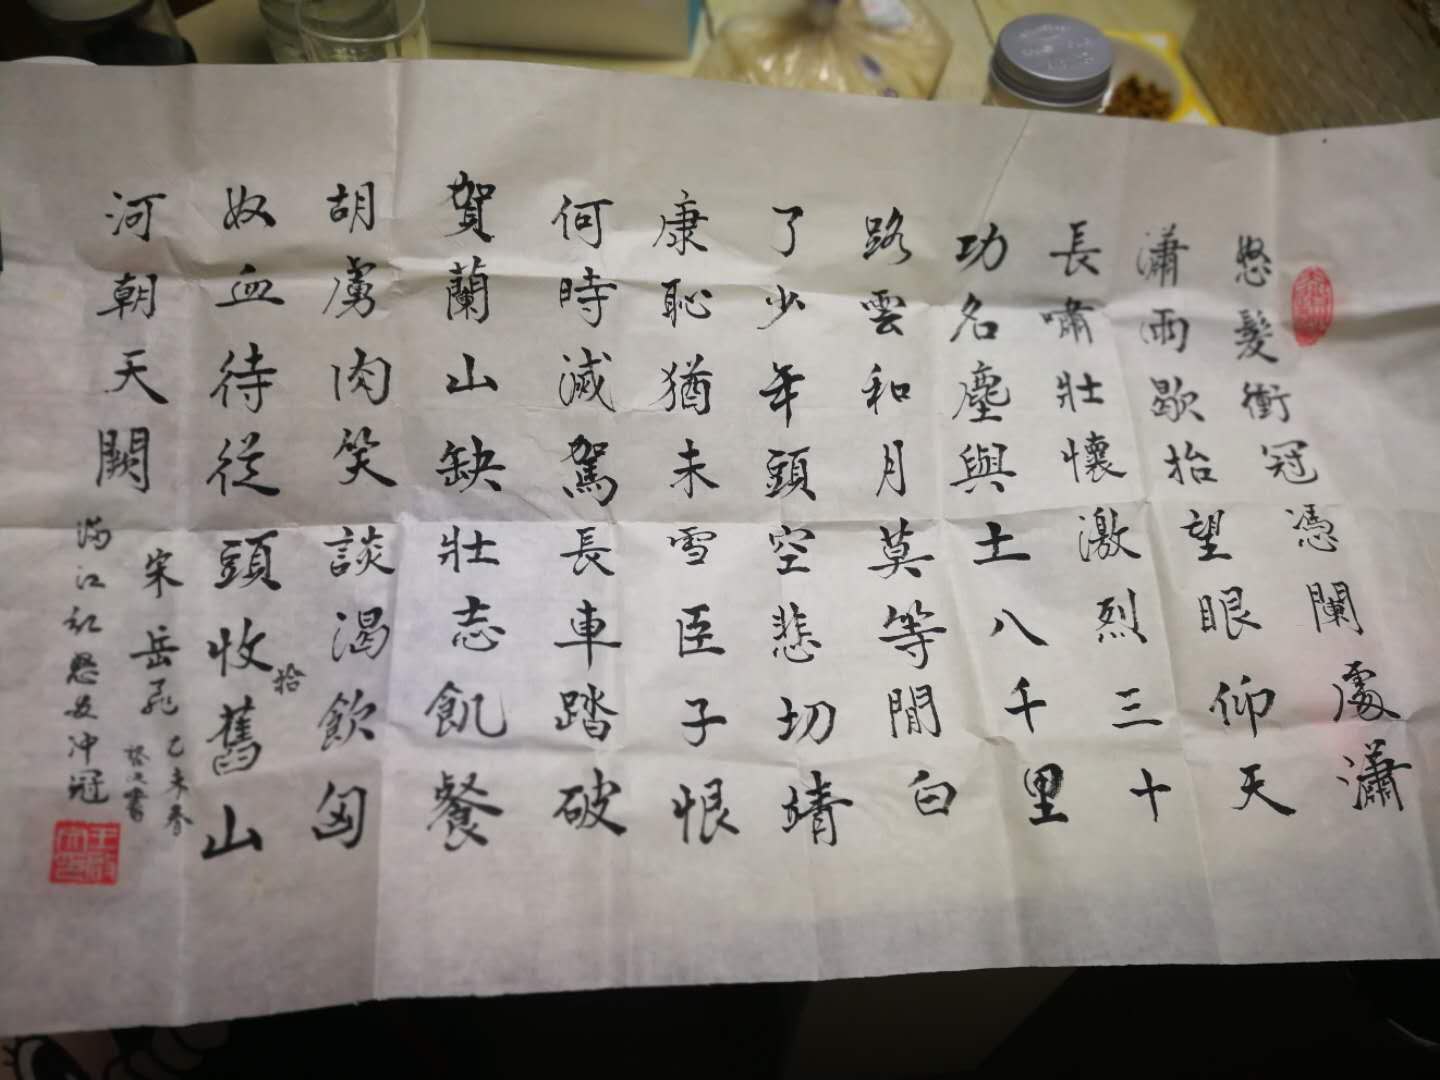 怒髮衝冠憑闌處瀟
瀟雨歇抬望眼仰天
長嘯壯懷激烈三十
功名塵與土八千里
路雲和月莫等閒白
了少年頭空悲切靖
康恥猶未雪臣子恨
何時滅駕長車踏破
賀蘭山缺壯志飢餐
胡虜肉笑談渴飲匈
奴血待從頭收舊山
拾
河朝天闕
宋岳飛
乙未春
滿江紅怒髮冲冠